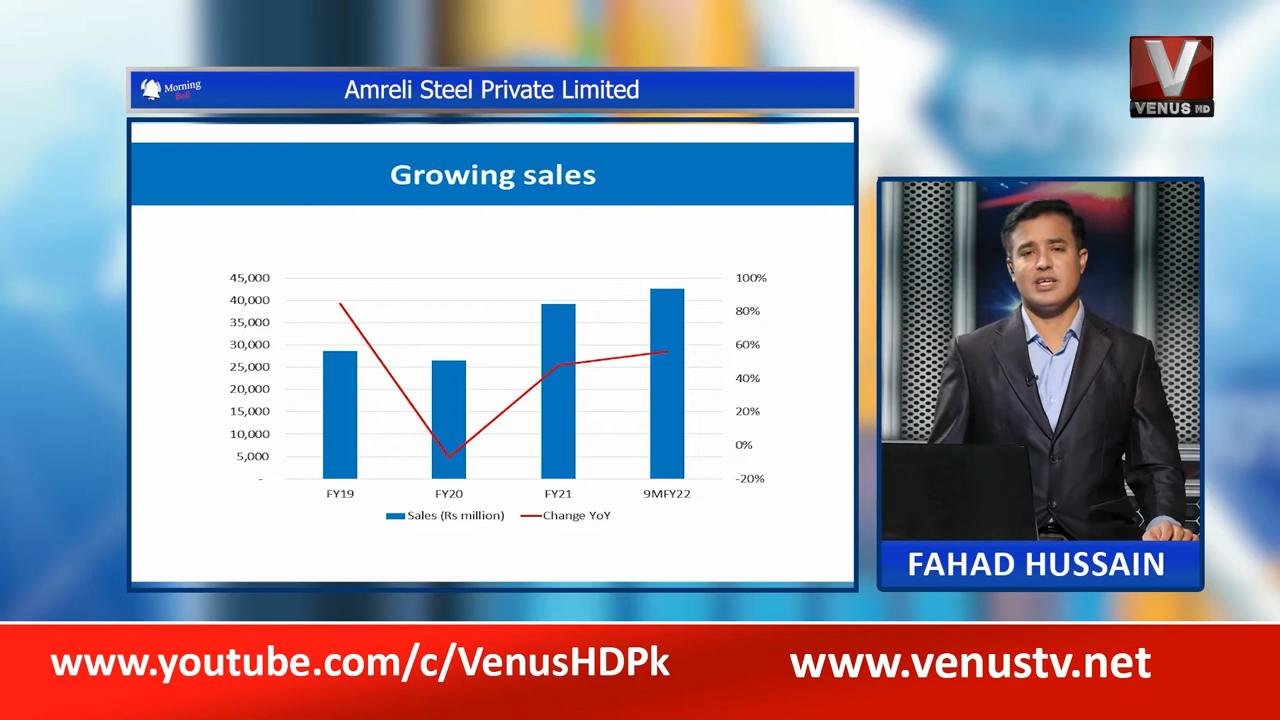 Morning
Bell
Amreli Steel Private Limited
V
VENUS HD
Growing sales
45,000
40,000
35,000
30,000
25,000
20,000
15,000
10,000
5,000
-
100%
80%
60%
40%
20%
0%
-20%
FY19 FY20 FY21 9MFY22
Sales (Rs million) Change YoY
FAHAD HUSSAIN
www.youtube.com/c/VenusHDPk
www.venustv.net